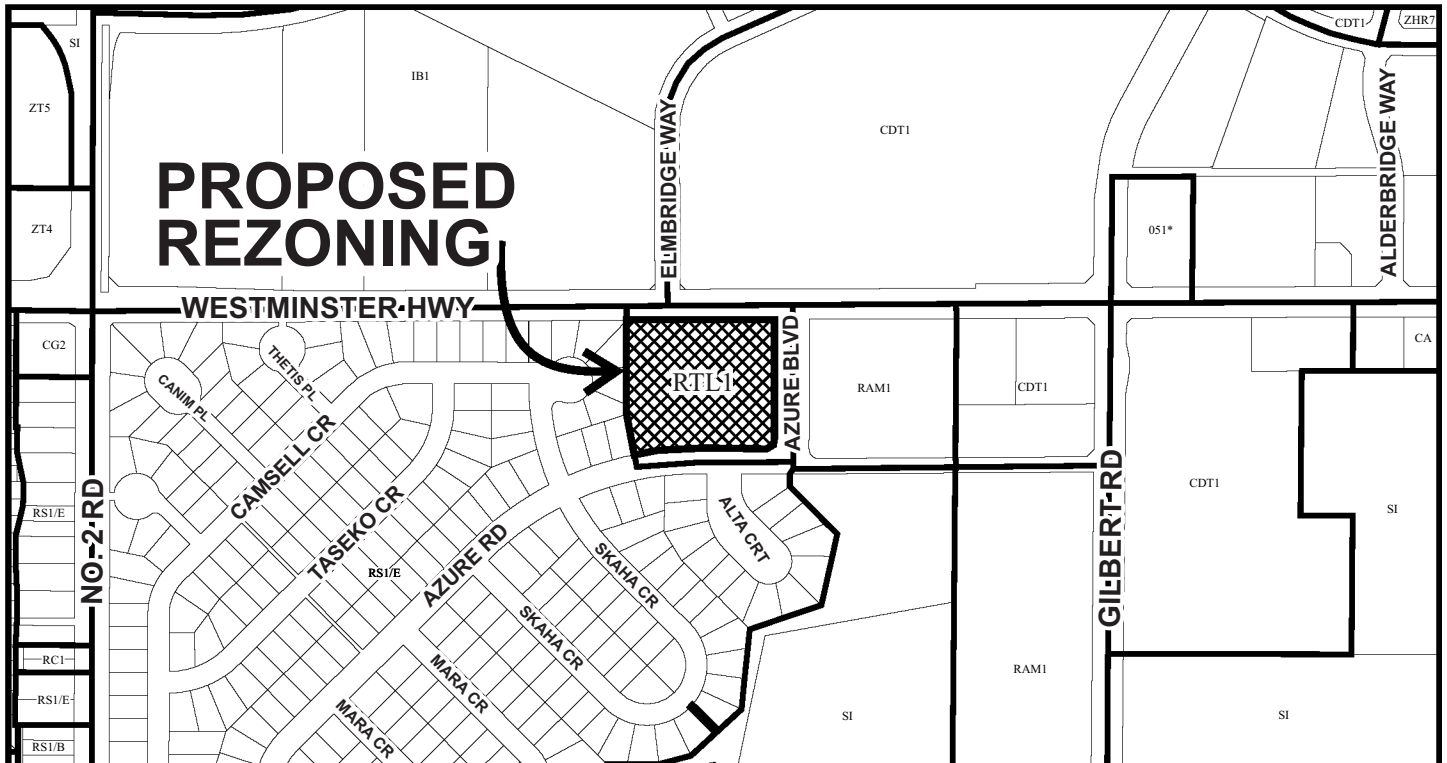 SI
CDT1
ZHR7
IB1
ZT5
CDT1
ELMBRIDGE WAY
ALDERBRIDGE WAY
PROPOSED
REZONING
ZT4
051*
WESTMINSTER HWY
CG2
THETIS PL
CANIM PL
RTL1
AZURE BLVD
RAM1
CDT1
CA
CAMSELL CR
NO. 2 RD
RS1/E
TASEKO CR
RS1/E
AZURE RD
ALTA CRT
SKAHA CR
SKAHA CR
GILBERT RD
CDT1
SI
RC1
RS1/E
RS1/B
MARA CR
MARA CR
RAM1
SI
SI